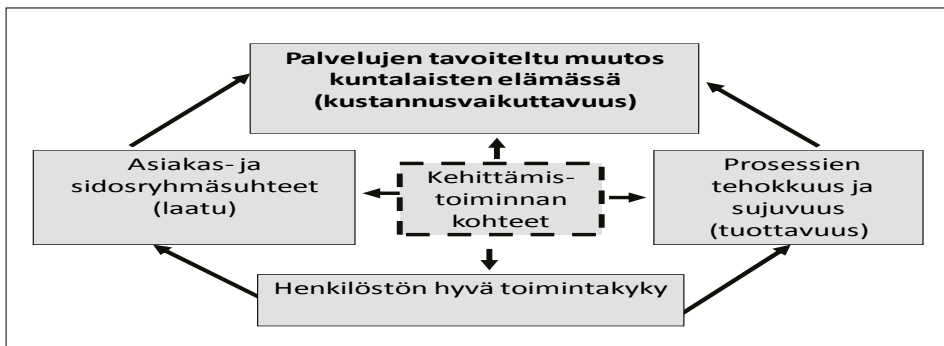 Palvelujen tavoiteltu muutos
kuntalaisten elämässä
(kustannusvaikuttavuus)
Asiakas- ja
sidosryhmäsuhteet
(laatu)
Kehittämis-
toiminnan
kohteet
Prosessien
tehokkuus ja
sujuvuus
(tuottavuus)
Henkilöstön hyvä toimintakyky